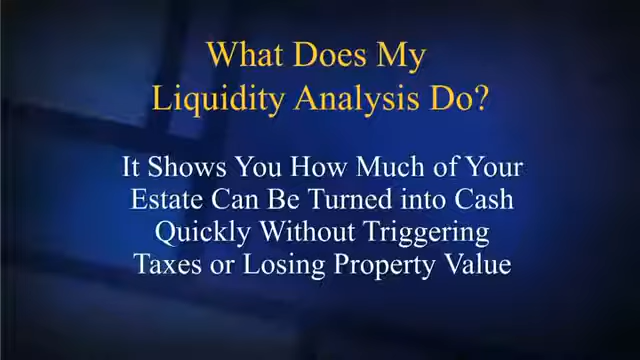 What Does My
Liquidity Analysis Do?
It Shows You How Much of Your
Estate Can Be Turned into Cash
Quickly Without Triggering
Taxes or Losing Property Value